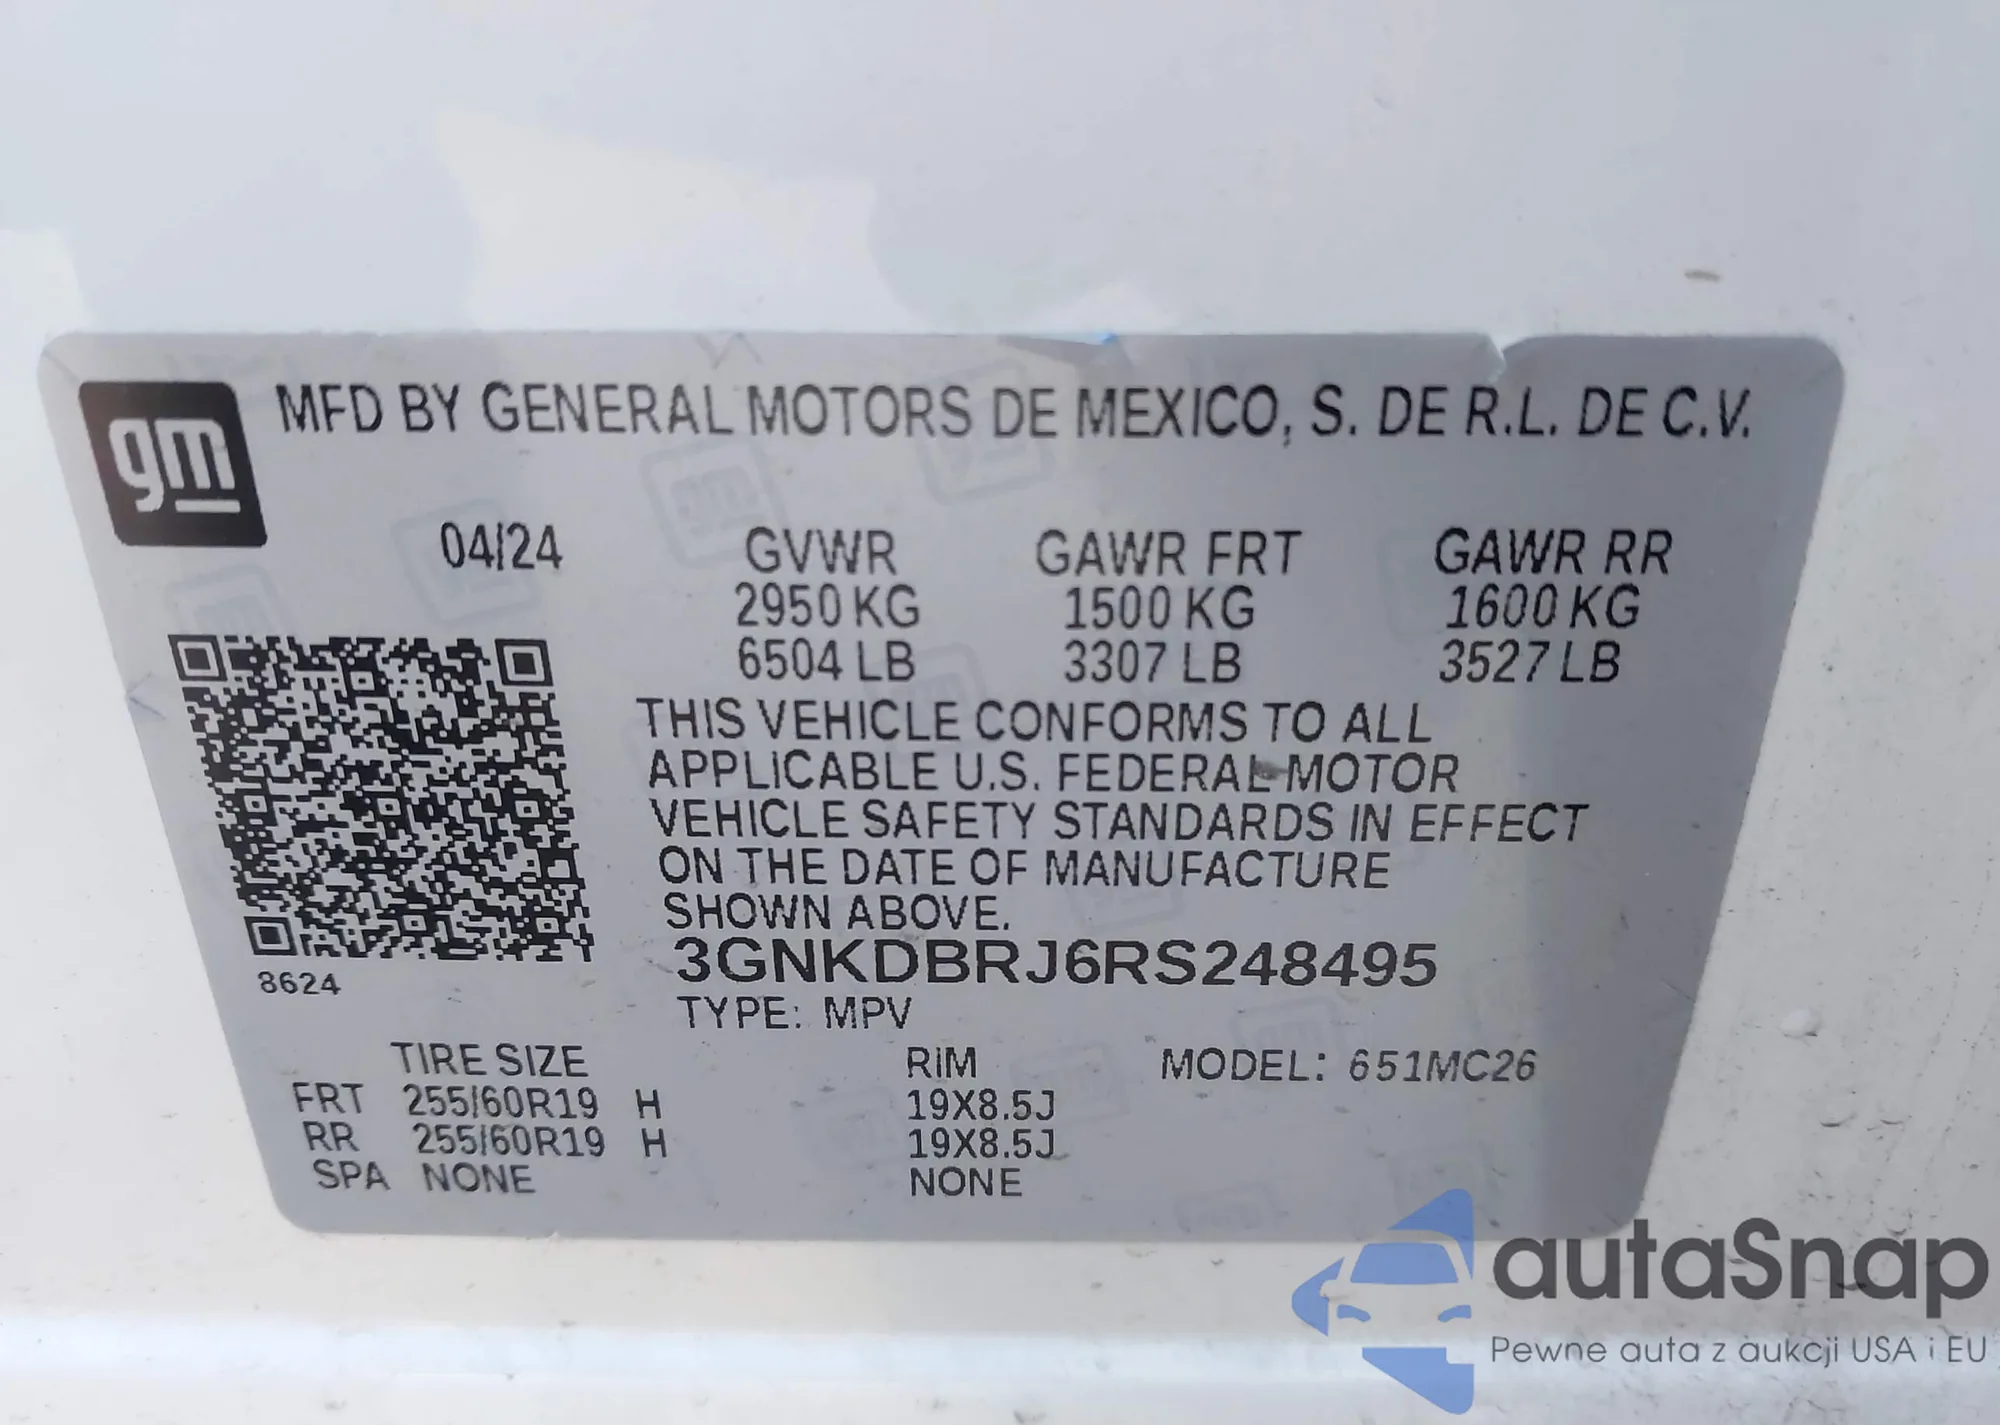 gm
MFD BY GENERAL MOTORS DE MEXICO, S. DE R.L. DE C.V.
04/24 GVWR GAWR FRT GAWR RR
2950 KG 1500 KG 1600 KG
6504 LB 3307 LB 3527 LB
THIS VEHICLE CONFORMS TO ALL
APPLICABLE U.S. FEDERAL MOTOR
VEHICLE SAFETY STANDARDS IN EFFECT
ON THE DATE OF MANUFACTURE
SHOWN ABOVE.
3GNKDBRJ6RS248495
8624
TYPE: MPV
TIRE SIZE RIM MODEL: 651MC26
FRT 255/60R19 H 19X8.5J
RR 255/60R19 H 19X8.5J
SPA NONE NONE
autaSnap
Pewne auta z aukcji USA i EU